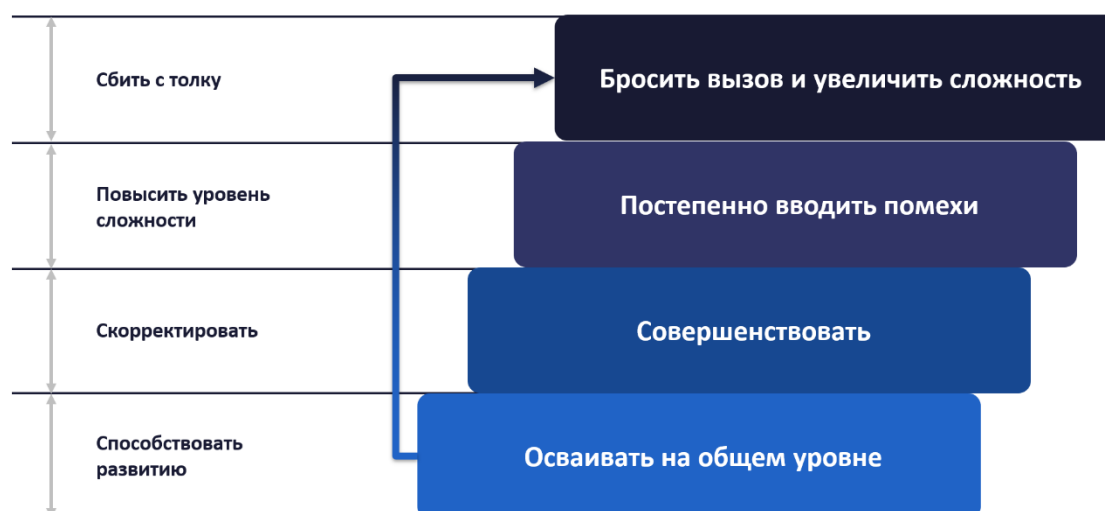 Сбить с толку
Бросить вызов и увеличить сложность
Повысить уровень
сложности
Постепенно вводить помехи
Скорректировать
Совершенствовать
Способствовать
развитию
Осваивать на общем уровне